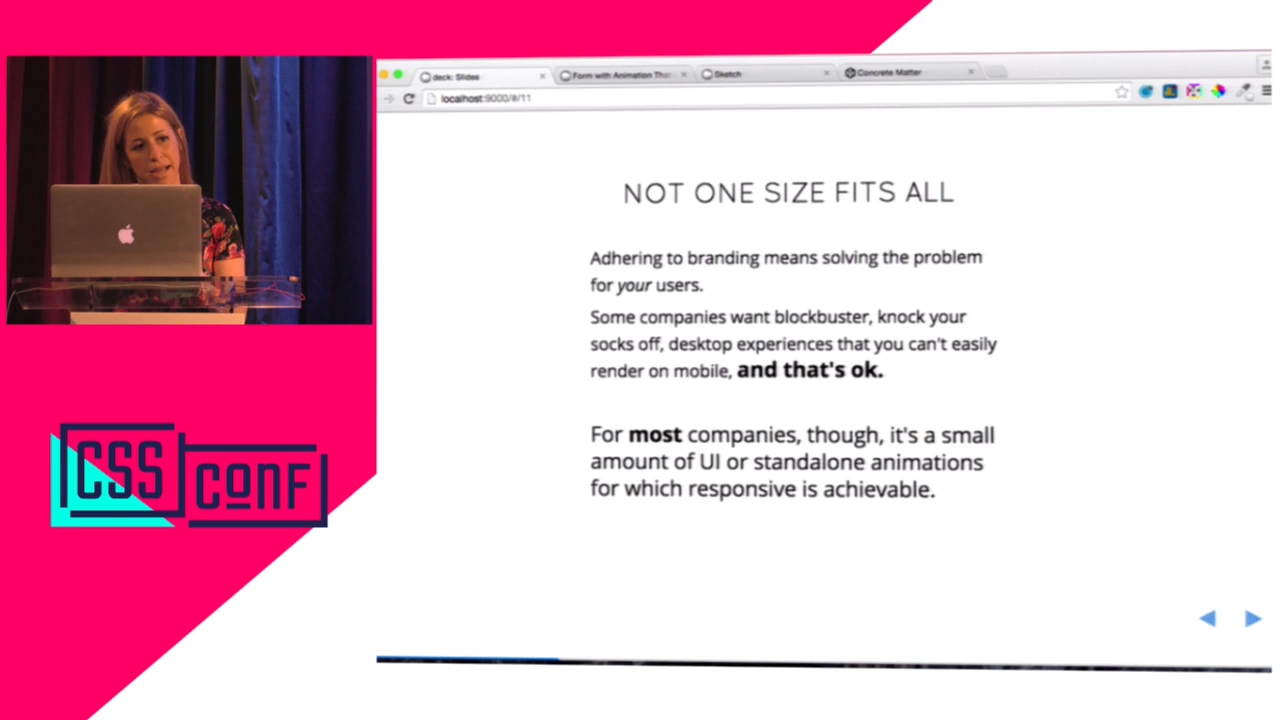 deck: Slides
Form with Animation That
Sketch
Concrete Matter
localhost:9000/#/11
NOT ONE SIZE FITS ALL
Adhering to branding means solving the problem
for your users.
Some companies want blockbuster, knock your
socks off, desktop experiences that you can't easily
render on mobile, and that's ok.
For most companies, though, it's a small
amount of UI or standalone animations
for which responsive is achievable.
CSS
CONF